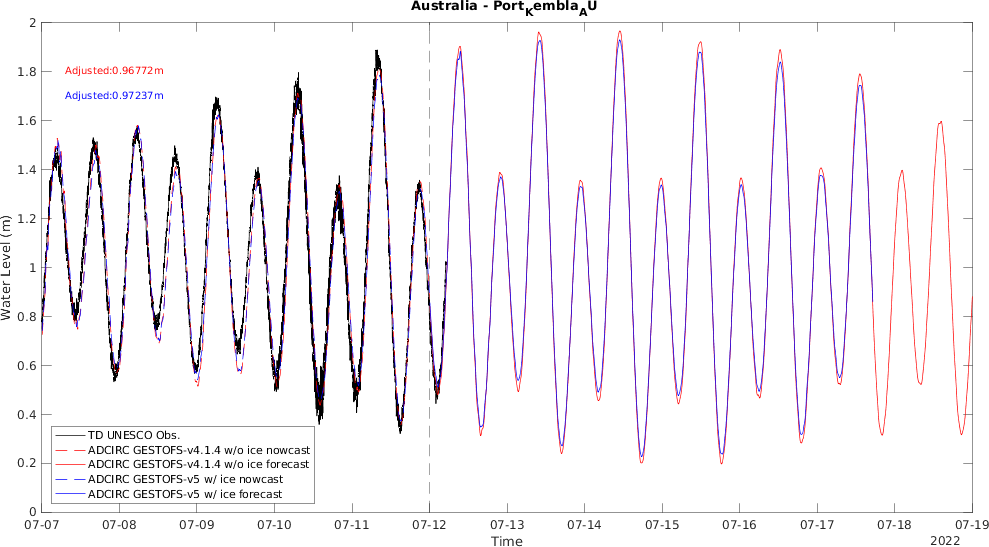 Australia - PortKemblaAU
Adjusted:0.96772m
Adjusted:0.97237m
Water Level (m)
2
1.8
1.6
1.4
1.2
1
0.8
0.6
0.4
0.2
0
TD UNESCO Obs.
ADCIRC GESTOFS-v4.1.4 w/o ice nowcast
ADCIRC GESTOFS-v4.1.4 w/o ice forecast
ADCIRC GESTOFS-v5 w/ ice nowcast
ADCIRC GESTOFS-v5 w/ ice forecast
07-07 07-08 07-09 07-10 07-11 07-12 07-13 07-14 07-15 07-16 07-17 07-18 07-19
Time
2022